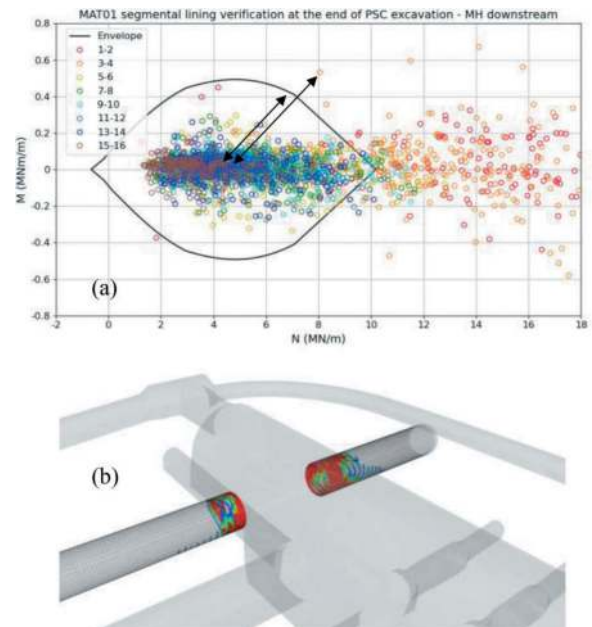 MAT01 segmental lining verification at the end of PSC excavation - MH downstream
0.8
0.6
0.4
0.2
0
-0.2
-0.4
-0.6
-0.8
M (MNm/m)
Envelope
1-2
3-4
5-6
7-8
9-10
11-12
13-14
15-16
(a)
-2 0 2 4 6 8 10 12 14 16 18
N (MN/m)
(b)